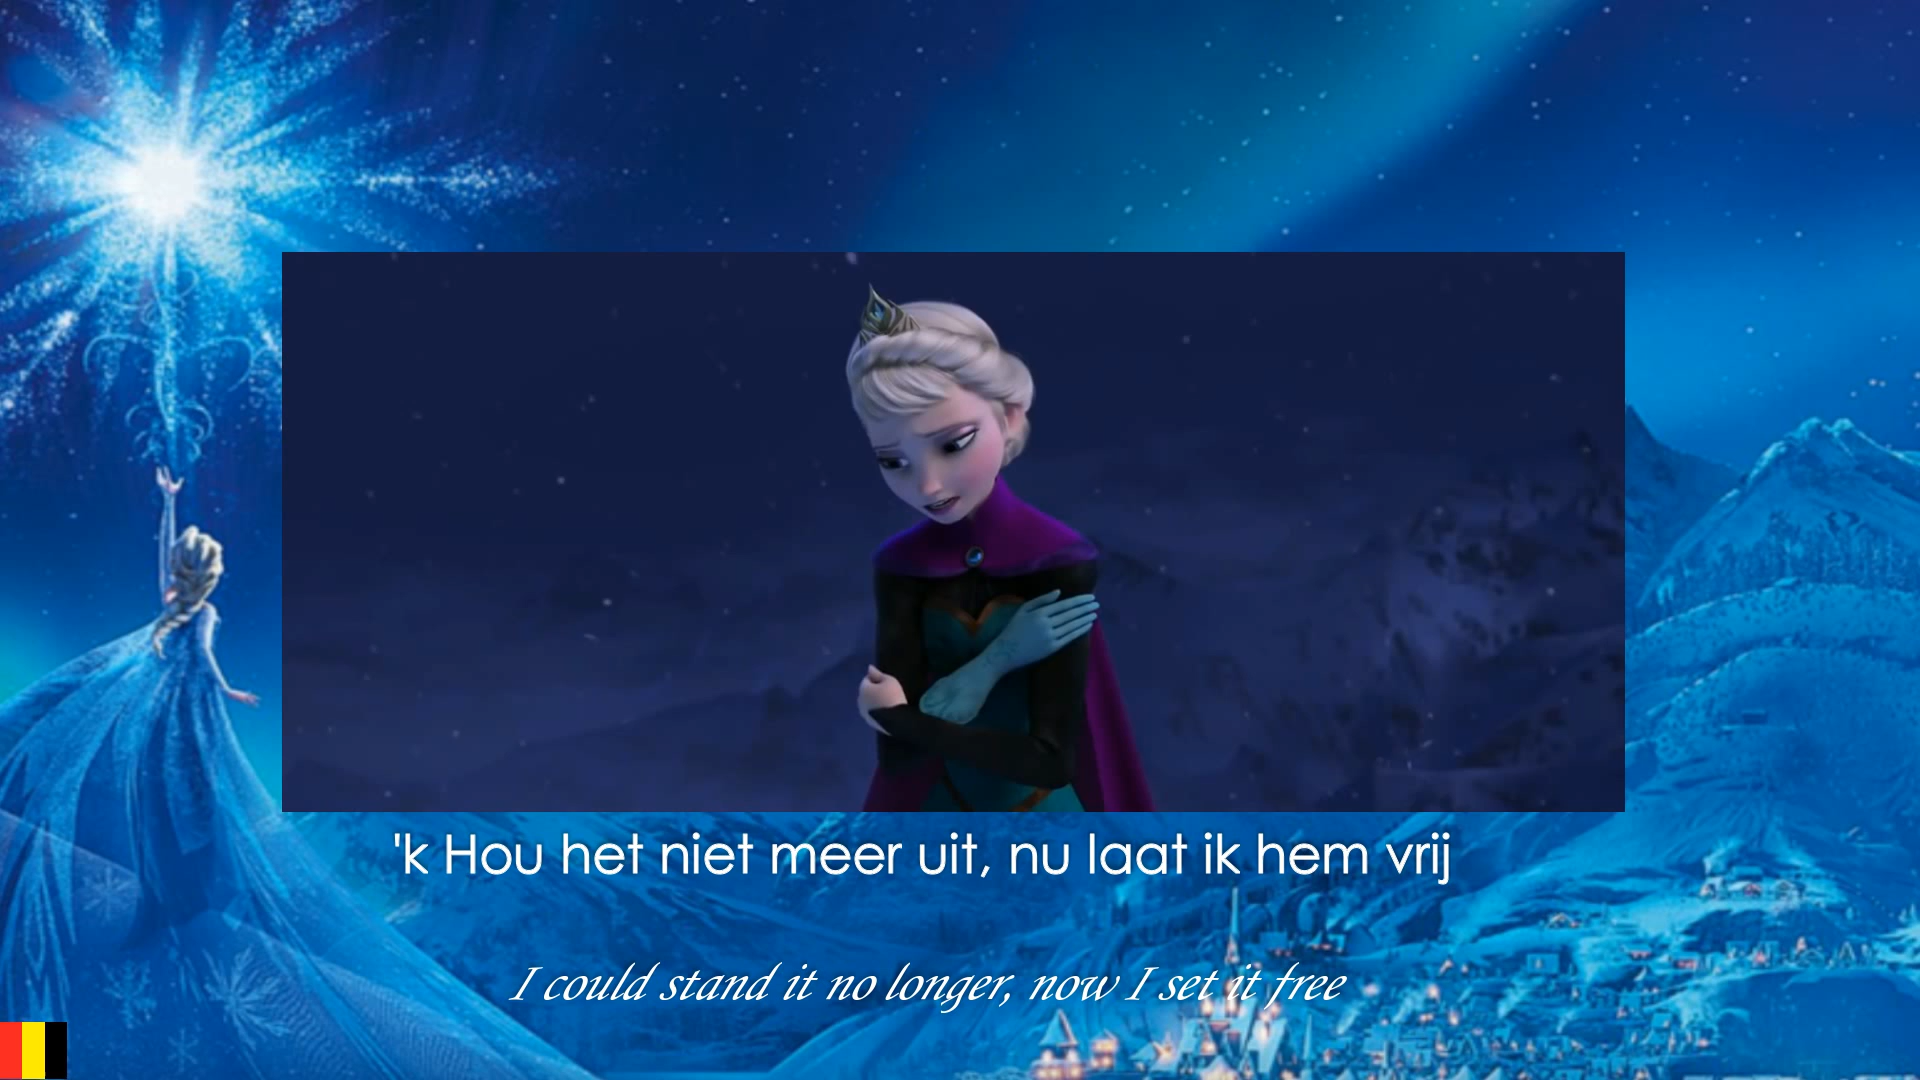 'k Hou het niet meer uit, nu laat ik hem vrij
I could stand it no longer, now I set it free